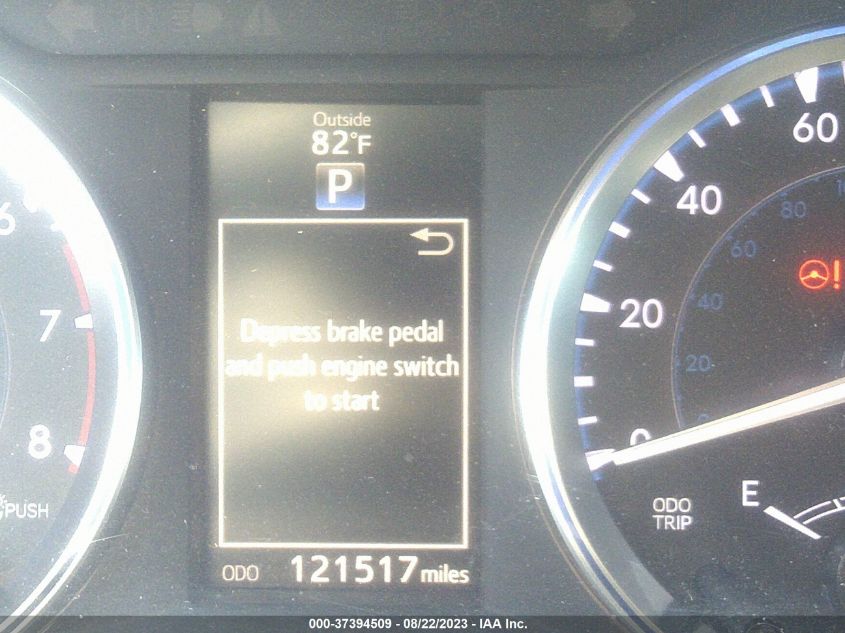 Outside
82°F
P
Depress brake pedal
and push engine switch
to start
ODO 121517 miles
6
7
8
PUSH
0
20
40
60
20
40
60
80
ODO
TRIP
E
!
000-37394509 - 08/22/2023 - IAA Inc.